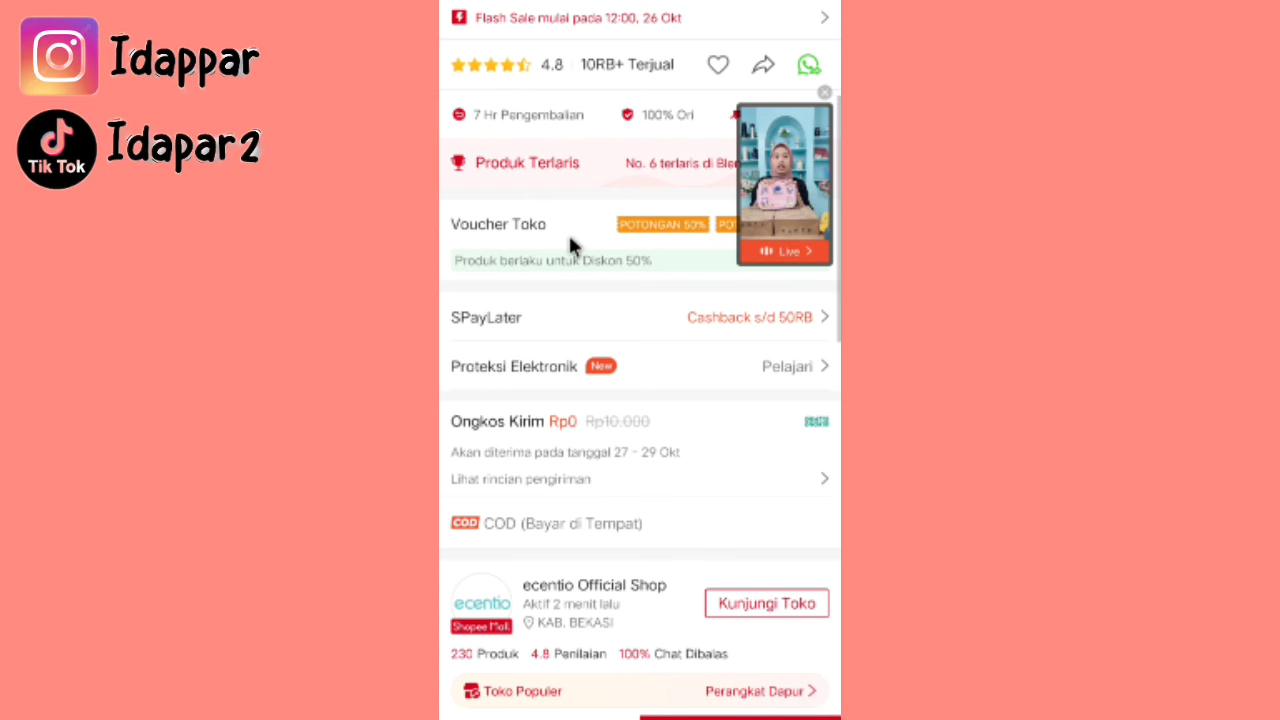 Idappar
Tik Tok
Idapar2
Flash Sale mulai pada 12:00, 26 Okt
4.8 10RB+ Terjual
7 Hr Pengembalian 100% Ori
Produk Terlaris No. 6 terlaris di Ble
Voucher Toko POTONGAN 50% POT
Produk berlaku untuk Diskon 50%
Live
SPayLater Cashback s/d 50RB
Proteksi Elektronik New Pelajari
Ongkos Kirim Rp0 Rp10.000
Akan diterima pada tanggal 27 - 29 Okt
Lihat rincian pengiriman
COD COD (Bayar di Tempat)
ecentio Official Shop
Aktif 2 menit lalu
KAB. BEKASI
Kunjungi Toko
ecentio
Shopee Mall
230 Produk 4.8 Penilaian 100% Chat Dibalas
Toko Populer Perangkat Dapur